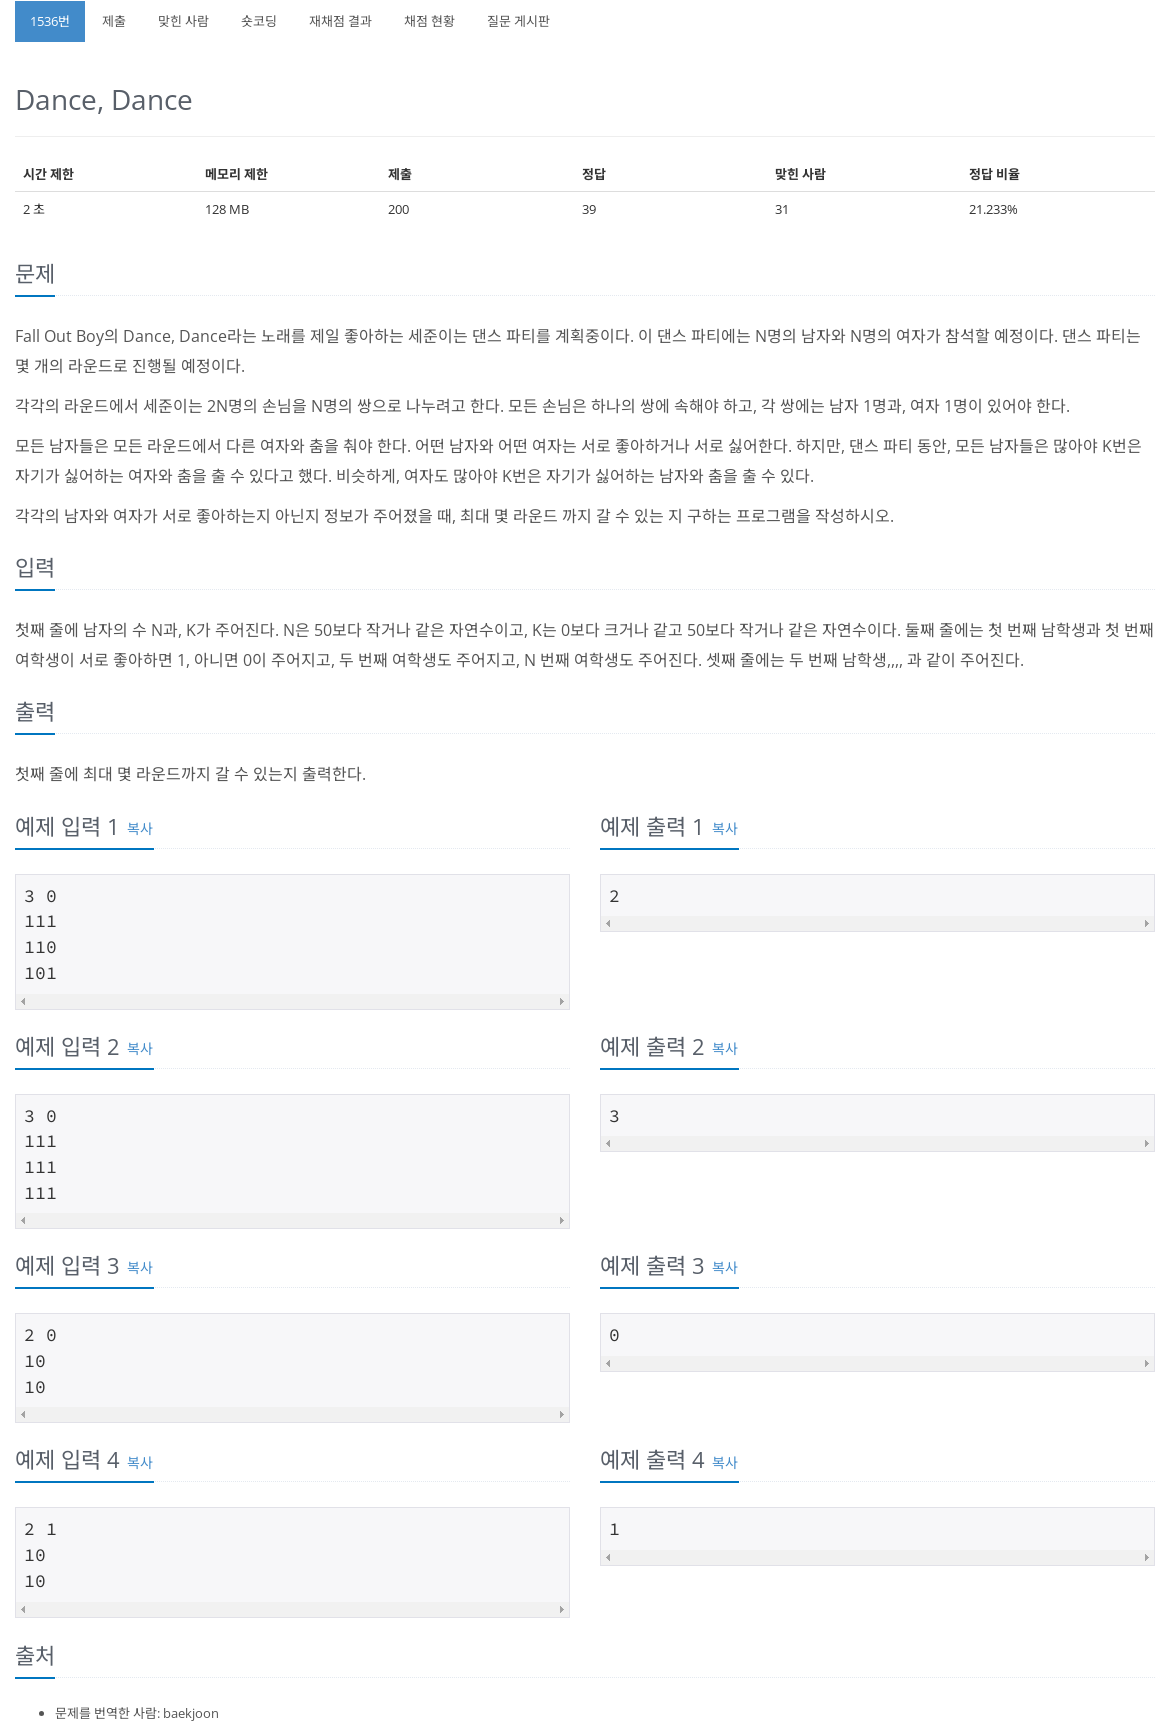 1536번 제출 맞힌 사람 숏코딩 재채점 결과 채점 현황 질문 게시판
Dance, Dance
시간 제한 메모리 제한 제출 정답 맞힌 사람 정답 비율
2 초 128 MB 200 39 31 21.233%
문제
Fall Out Boy의 Dance, Dance라는 노래를 제일 좋아하는 세준이는 댄스 파티를 계획중이다. 이 댄스 파티에는 N명의 남자와 N명의 여자가 참석할 예정이다. 댄스 파티는
몇 개의 라운드로 진행될 예정이다.
각각의 라운드에서 세준이는 2N명의 손님을 N명의 쌍으로 나누려고 한다. 모든 손님은 하나의 쌍에 속해야 하고, 각 쌍에는 남자 1명과, 여자 1명이 있어야 한다.
모든 남자들은 모든 라운드에서 다른 여자와 춤을 춰야 한다. 어떤 남자와 어떤 여자는 서로 좋아하거나 서로 싫어한다. 하지만, 댄스 파티 동안, 모든 남자들은 많아야 K번은
자기가 싫어하는 여자와 춤을 출 수 있다고 했다. 비슷하게, 여자도 많아야 K번은 자기가 싫어하는 남자와 춤을 출 수 있다.
각각의 남자와 여자가 서로 좋아하는지 아닌지 정보가 주어졌을 때, 최대 몇 라운드 까지 갈 수 있는 지 구하는 프로그램을 작성하시오.
입력
첫째 줄에 남자의 수 N과, K가 주어진다. N은 50보다 작거나 같은 자연수이고, K는 0보다 크거나 같고 50보다 작거나 같은 자연수이다. 둘째 줄에는 첫 번째 남학생과 첫 번째
여학생이 서로 좋아하면 1, 아니면 0이 주어지고, 두 번째 여학생도 주어지고, N 번째 여학생도 주어진다. 셋째 줄에는 두 번째 남학생,,,, 과 같이 주어진다.
출력
첫째 줄에 최대 몇 라운드까지 갈 수 있는지 출력한다.
예제 입력 1 복사
3 0
111
110
101
예제 출력 1 복사
2
예제 입력 2 복사
3 0
111
111
111
예제 출력 2 복사
3
예제 입력 3 복사
2 0
10
10
예제 출력 3 복사
0
예제 입력 4 복사
2 1
10
10
예제 출력 4 복사
1
출처
문제를 번역한 사람: baekjoon